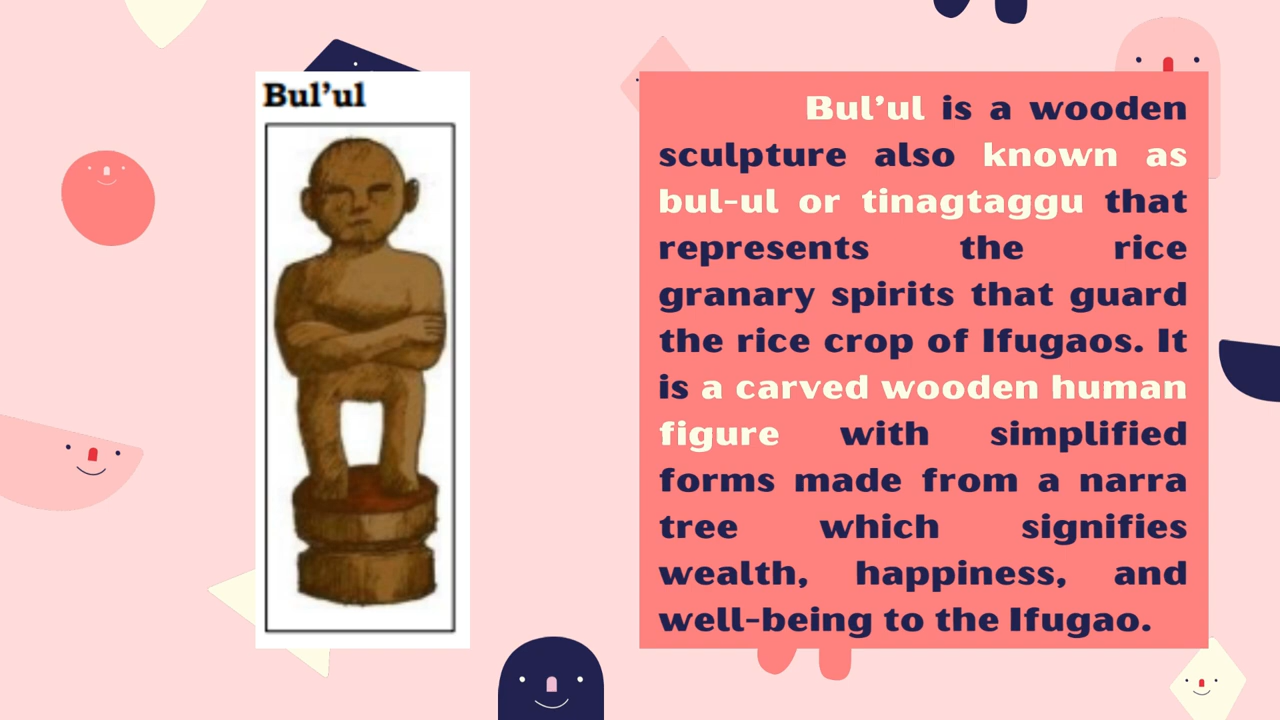 Bul’ul
Bul’ul is a wooden
sculpture also known as
bul-ul or tinagtaggu that
represents the rice
granary spirits that guard
the rice crop of Ifugaos. It
is a carved wooden human
figure with simplified
forms made from a narra
tree which signifies
wealth, happiness, and
well-being to the Ifugao.